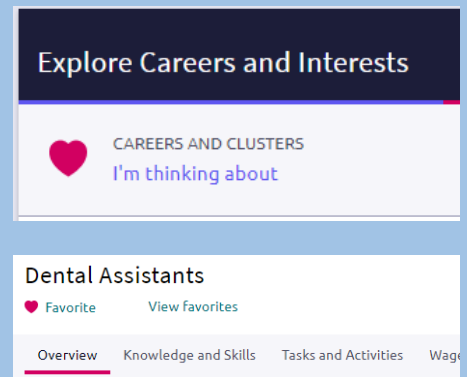 Explore Careers and Interests
CAREERS AND CLUSTERS
I'm thinking about
Dental Assistants
Favorite View favorites
Overview Knowledge and Skills Tasks and Activities Wage